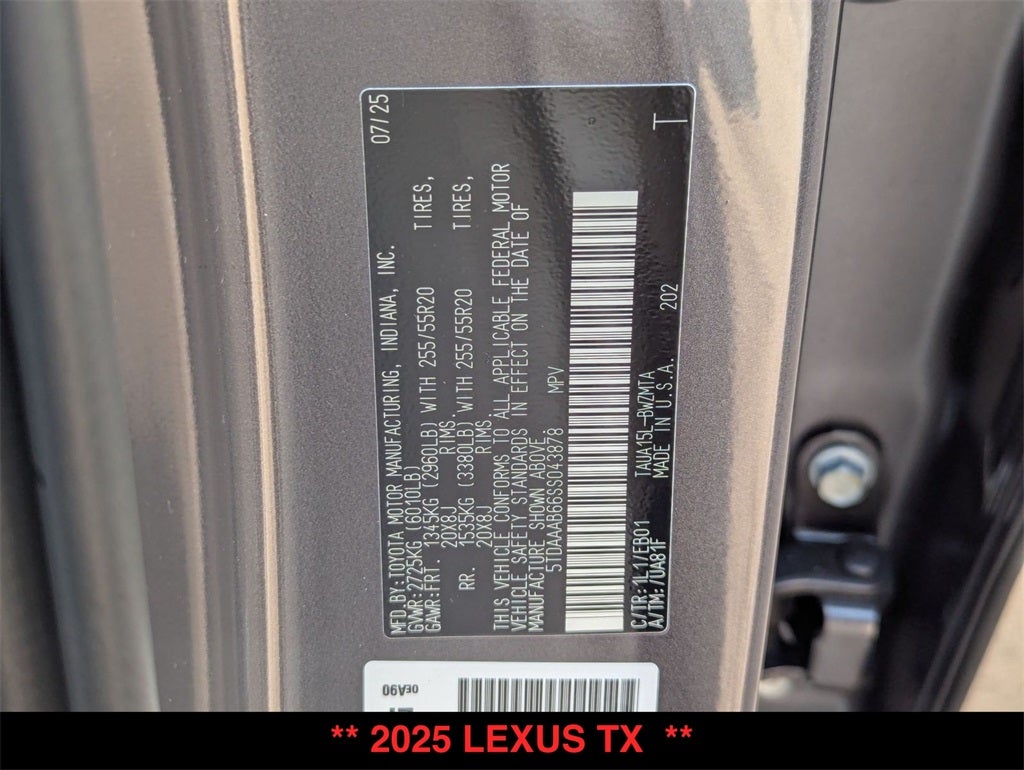 MFD.BY:TOYOTA MOTOR MANUFACTURING, INDIANA, INC. 07/25
GVWR:2725KG (6010LB)
GAWR:FRT. 1345KG (2960LB) WITH 255/55R20 TIRES,
20X8J RIMS.
RR. 1535KG (3380LB) WITH 255/55R20 TIRES,
20X8J RIMS
THIS VEHICLE CONFORMS TO ALL APPLICABLE FEDERAL MOTOR
VEHICLE SAFETY STANDARDS IN EFFECT ON THE DATE OF
MANUFACTURE SHOWN ABOVE
5TDAAAB66SS043878 MPV
C/TR:1L1/EB01 TAUA15L-BWZMTA
A/TM:/UA81F MADE IN U.S.A. 202
0EA90
** 2025 LEXUS TX **